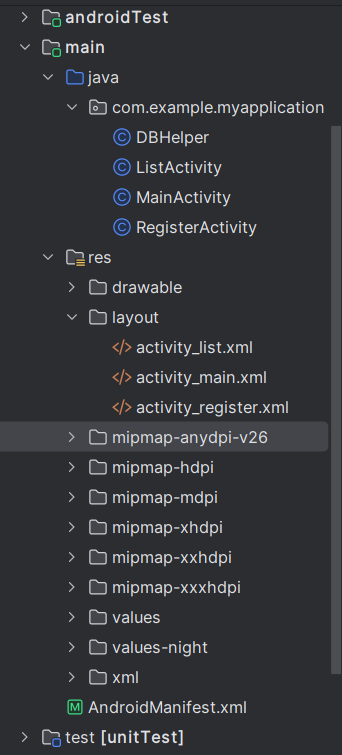 androidTest
main
java
com.example.myapplication
DBHelper
ListActivity
MainActivity
RegisterActivity
res
drawable
layout
activity_list.xml
activity_main.xml
activity_register.xml
mipmap-anydpi-v26
mipmap-hdpi
mipmap-mdpi
mipmap-xhdpi
mipmap-xxhdpi
mipmap-xxxhdpi
values
values-night
xml
AndroidManifest.xml
test [unitTest]